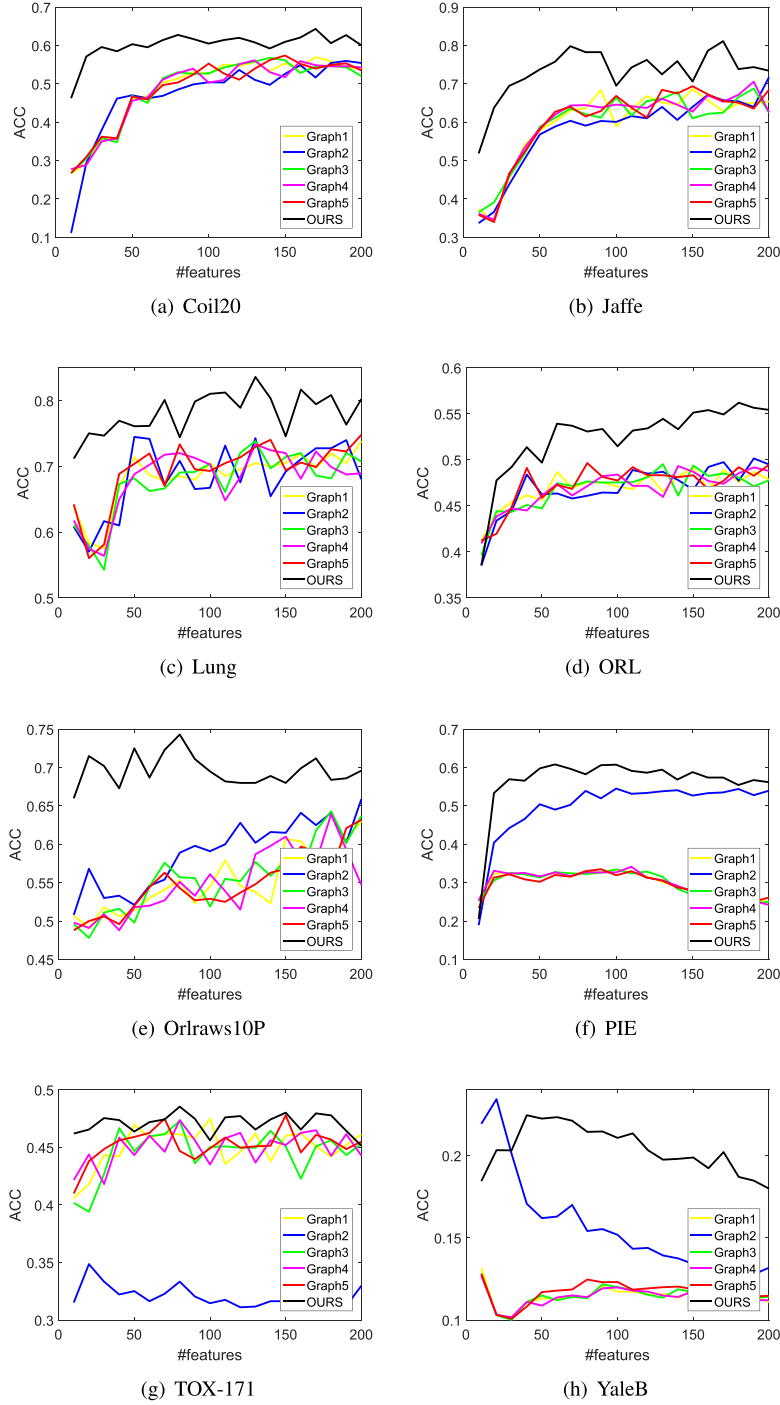 0.7
0.6
0.5
0.4
0.3
0.2
0.1
ACC
0 50 100 150 200
#features
Graph1
Graph2
Graph3
Graph4
Graph5
OURS
(a) Coil20
0.9
0.8
0.7
0.6
0.5
0.4
0.3
ACC
0 50 100 150 200
#features
Graph1
Graph2
Graph3
Graph4
Graph5
OURS
(b) Jaffe
0.8
0.7
0.6
0.5
ACC
0 50 100 150 200
#features
Graph1
Graph2
Graph3
Graph4
Graph5
OURS
(c) Lung
0.6
0.55
0.5
0.45
0.4
0.35
ACC
0 50 100 150 200
#features
Graph1
Graph2
Graph3
Graph4
Graph5
OURS
(d) ORL
0.75
0.7
0.65
0.6
0.55
0.5
0.45
ACC
0 50 100 150 200
#features
Graph1
Graph2
Graph3
Graph4
Graph5
OURS
(e) Orlraws10P
0.7
0.6
0.5
0.4
0.3
0.2
0.1
ACC
0 50 100 150 200
#features
Graph1
Graph2
Graph3
Graph4
Graph5
OURS
(f) PIE
0.5
0.45
0.4
0.35
0.3
ACC
0 50 100 150 200
#features
Graph1
Graph2
Graph3
Graph4
Graph5
OURS
(g) TOX-171
0.2
0.15
0.1
ACC
0 50 100 150 200
#features
Graph1
Graph2
Graph3
Graph4
Graph5
OURS
(h) YaleB